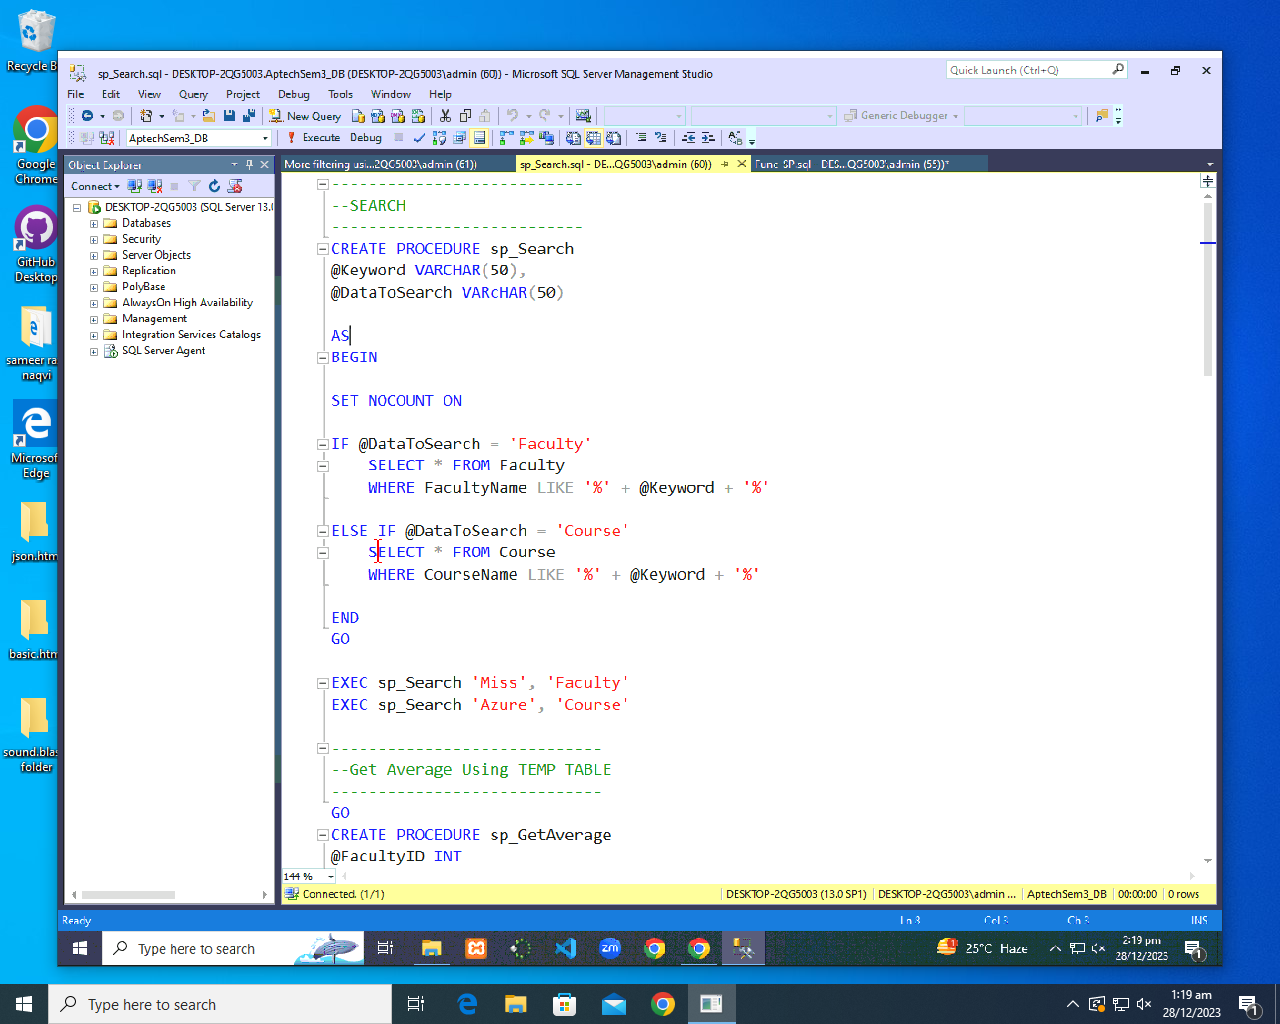 Recycle B
Google
Chrome
GitHub
Desktop
sameer ra
naqvi
Microsof
Edge
json.htm
basic.htm
sound.blas
folder
sp_Search.sql - DESKTOP-2QG5003.AptechSem3_DB (DESKTOP-2QG5003\admin (60)) - Microsoft SQL Server Management Studio
Quick Launch (Ctrl+Q)
File Edit View Query Project Debug Tools Window Help
New Query
Generic Debugger
AptechSem3_DB
Execute Debug
Object Explorer
Connect
DESKTOP-2QG5003 (SQL Server 13.0
Databases
Security
Server Objects
Replication
PolyBase
AlwaysOn High Availability
Management
Integration Services Catalogs
SQL Server Agent
More filtering usi...2QG5003\admin (61)) sp_Search.sql - DE...QG5003\admin (60)) Func SP.sql DES...QG5003\admin (55))*
---------------------------
--SEARCH
---------------------------
CREATE PROCEDURE sp_Search
@Keyword VARCHAR(50),
@DataToSearch VARcHAR(50)
AS
BEGIN
SET NOCOUNT ON
IF @DataToSearch = 'Faculty'
SELECT * FROM Faculty
WHERE FacultyName LIKE '%' + @Keyword + '%'
ELSE IF @DataToSearch = 'Course'
SELECT * FROM Course
WHERE CourseName LIKE '%' + @Keyword + '%'
END
GO
EXEC sp_Search 'Miss', 'Faculty'
EXEC sp_Search 'Azure', 'Course'
-----------------------------
--Get Average Using TEMP TABLE
-----------------------------
GO
CREATE PROCEDURE sp_GetAverage
@FacultyID INT
144 %
Connected. (1/1)
DESKTOP-2QG5003 (13.0 SP1) DESKTOP-2QG5003\admin ... AptechSem3_DB 00:00:00 0 rows
Ready
Ln 8 Col 3 Ch 3 INS
Type here to search
25°C Haze
2:19 pm
28/12/2023
1
Type here to search
1:19 am
28/12/2023
1